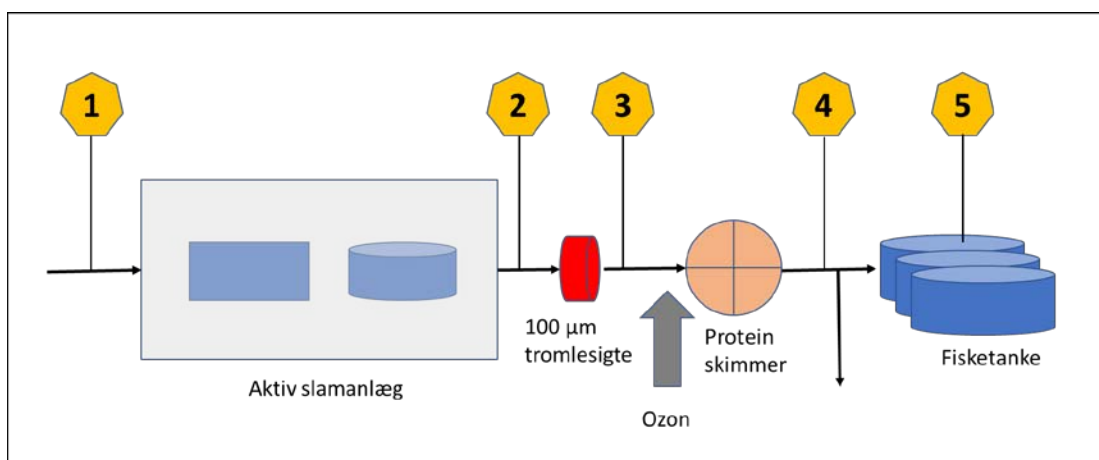 1
2
3
4
5
100 µm
tromlesigte
Protein
skimmer
Fisketanke
Aktiv slamanlæg
Ozon